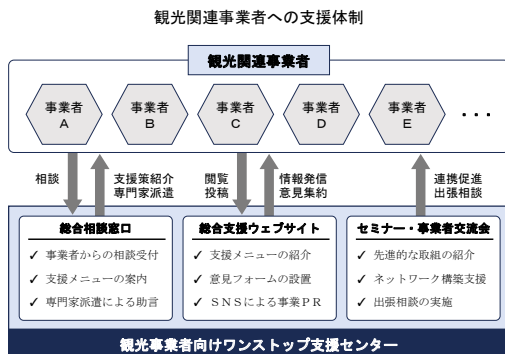 観光関連事業者への支援体制
観光関連事業者
事業者
A
事業者
B
事業者
C
事業者
D
事業者
E
・・・
相談
支援策紹介
専門家派遣
閲覧
投稿
情報発信
意見集約
連携促進
出張相談
総合相談窓口
✓ 事業者からの相談受付
✓ 支援メニューの案内
✓ 専門家派遣による助言
総合支援ウェブサイト
✓ 支援メニューの紹介
✓ 意見フォームの設置
✓ ＳＮＳによる事業ＰＲ
セミナー・事業者交流会
✓ 先進的な取組の紹介
✓ ネットワーク構築支援
✓ 出張相談の実施
観光事業者向けワンストップ支援センター